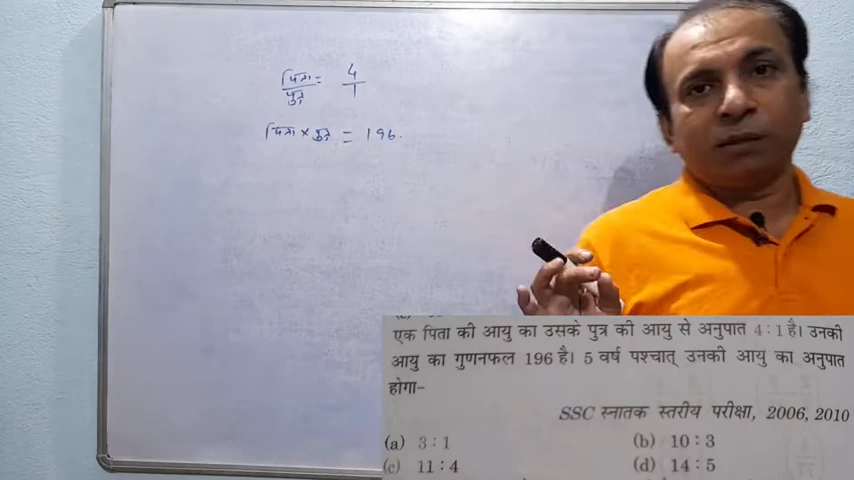 पिता/पुत्र = 4/1
पिता × पुत्र = 196.
एक पिता की आयु का उसके पुत्र की आयु से अनुपात 4 : 1 है। उनकी
आयु का गुणनफल 196 है। 5 वर्ष पश्चात् उनकी आयु का अनुपात
होगा-
SSC स्नातक स्तरीय परीक्षा, 2006, 2010
(a) 3 : 1 (b) 10 : 3
(c) 11 : 4 (d) 14 : 5